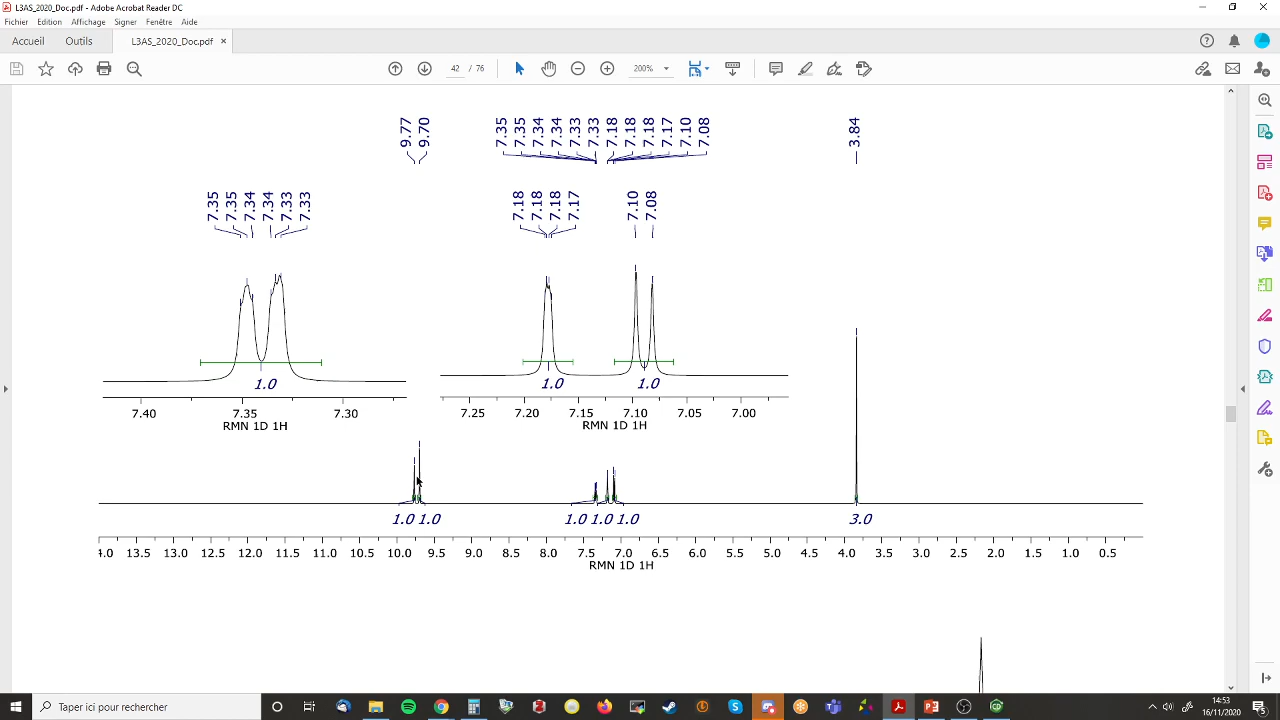 L3AS_2020_Doc.pdf - Adobe Acrobat Reader DC
Fichier Edition Affichage Signer Fenêtre Aide
Accueil Outils L3AS_2020_Doc.pdf ×
42 / 76 200%
9.77 9.70 7.35 7.35 7.34 7.34 7.33 7.33 7.18 7.18 7.18 7.17 7.10 7.08 3.84
7.35 7.35 7.34 7.34 7.33 7.33 7.18 7.18 7.18 7.17 7.10 7.08
1.0 1.0 1.0
7.40 7.35 7.30 7.25 7.20 7.15 7.10 7.05 7.00
RMN 1D 1H RMN 1D 1H
1.0 1.0 1.0 1.0 1.0 3.0
4.0 13.5 13.0 12.5 12.0 11.5 11.0 10.5 10.0 9.5 9.0 8.5 8.0 7.5 7.0 6.5 6.0 5.5 5.0 4.5 4.0 3.5 3.0 2.5 2.0 1.5 1.0 0.5
RMN 1D 1H
Taper ici pour rechercher
14:53
16/11/2020